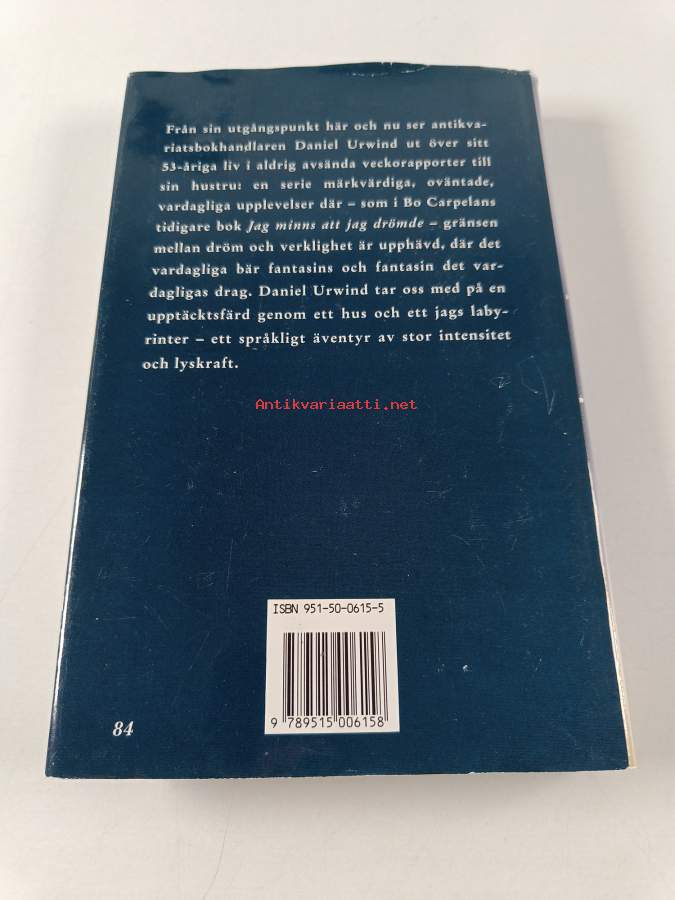 Från sin utgångspunkt här och nu ser antikva-
riatsbokhandlaren Daniel Urwind ut över sitt
53-åriga liv i aldrig avsända veckorapporter till
sin hustru: en serie märkvärdiga, oväntade,
vardagliga upplevelser där – som i Bo Carpelans
tidigare bok Jag minns att jag drömde – gränsen
mellan dröm och verklighet är upphävd, där det
vardagliga bär fantasins och fantasin det var-
dagligas drag. Daniel Urwind tar oss med på en
upptäcktsfärd genom ett hus och ett jags laby-
rinter – ett språkligt äventyr av stor intensitet
och lyskraft.
Antikvariaatti.net
ISBN 951-50-0615-5
9 789515 006158
84